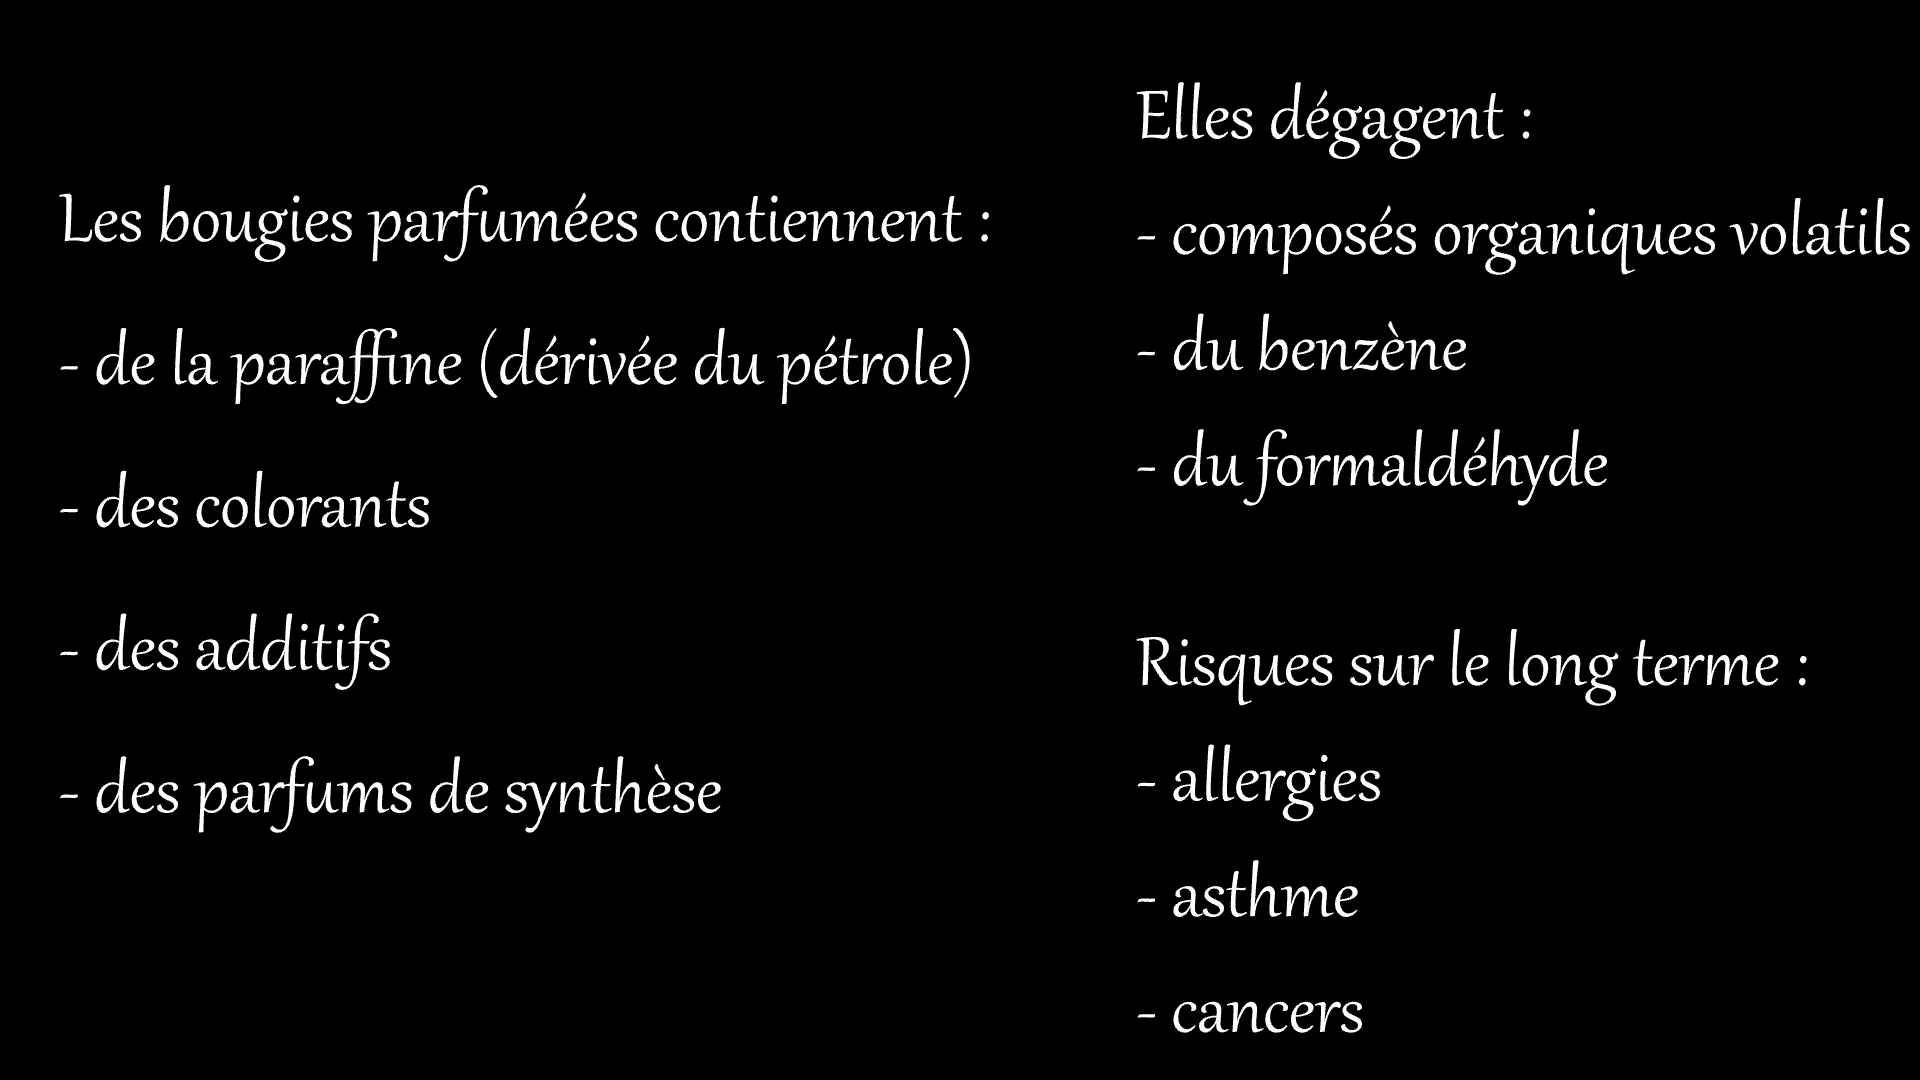 Les bougies parfumées contiennent :
- de la paraffine (dérivée du pétrole)
- des colorants
- des additifs
- des parfums de synthèse
Elles dégagent :
- composés organiques volatils
- du benzène
- du formaldéhyde
Risques sur le long terme :
- allergies
- asthme
- cancers